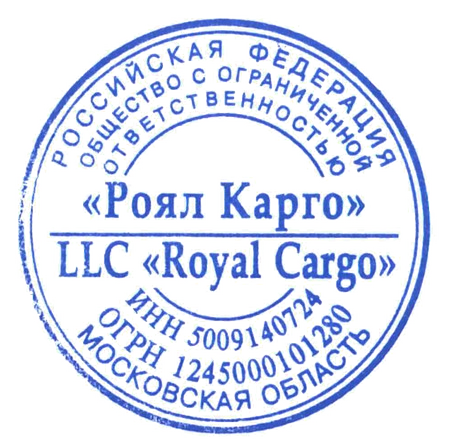 РОССИЙСКАЯ ФЕДЕРАЦИЯ
ОБЩЕСТВО С ОГРАНИЧЕННОЙ
ОТВЕТСТВЕННОСТЬЮ
«Роял Карго»
LLC «Royal Cargo»
ИНН 5009140724
ОГРН 1245000101280
МОСКОВСКАЯ ОБЛАСТЬ